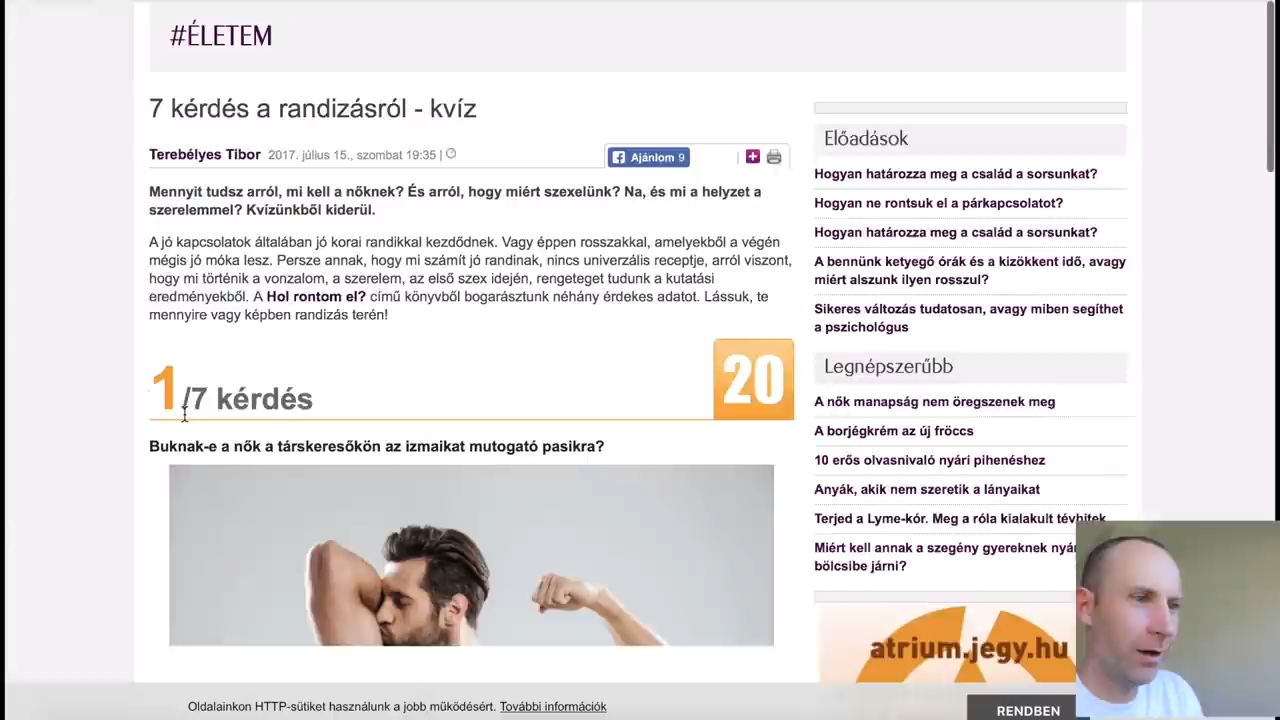 #ÉLETEM
7 kérdés a randizásról - kvíz
Terebélyes Tibor 2017. július 15., szombat 19:35 |
Ajánlom 9
Mennyit tudsz arról, mi kell a nőknek? És arról, hogy miért szexelünk? Na, és mi a helyzet a
szerelemmel? Kvízünkből kiderül.
A jó kapcsolatok általában jó korai randikkal kezdődnek. Vagy éppen rosszakkal, amelyekből a végén
mégis jó móka lesz. Persze annak, hogy mi számít jó randinak, nincs univerzális receptje, arról viszont,
hogy mi történik a vonzalom, a szerelem, az első szex idején, rengeteget tudunk a kutatási
eredményekből. A Hol rontom el? című könyvből bogarásztunk néhány érdekes adatot. Lássuk, te
mennyire vagy képben randizás terén!
1/7 kérdés
20
Buknak-e a nők a társkeresőkön az izmaikat mutogató pasikra?
Előadások
Hogyan határozza meg a család a sorsunkat?
Hogyan ne rontsuk el a párkapcsolatot?
Hogyan határozza meg a család a sorsunkat?
A bennünk ketyegő órák és a kizökkent idő, avagy
miért alszunk ilyen rosszul?
Sikeres változás tudatosan, avagy miben segíthet
a pszichológus
Legnépszerűbb
A nők manapság nem öregszenek meg
A borjégkrém az új fröccs
10 erős olvasnivaló nyári pihenéshez
Anyák, akik nem szeretik a lányaikat
Terjed a Lyme-kór. Meg a róla kialakult tévhitek
Miért kell annak a szegény gyereknek
bölcsibe járni?
atrium.jegy.hu
Oldalainkon HTTP-sütiket használunk a jobb működésért. További információk
RENDBEN